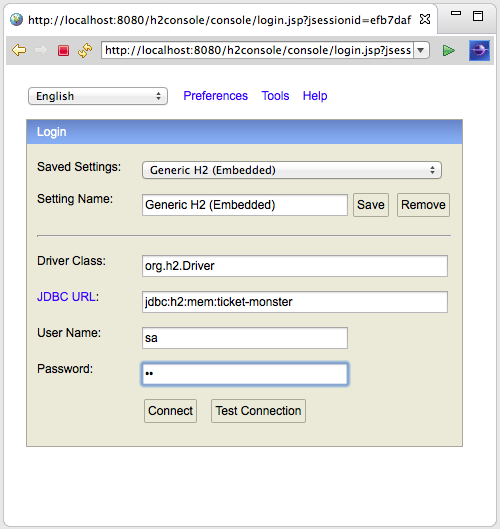 http://localhost:8080/h2console/console/login.jsp?jsessionid=efb7daf
http://localhost:8080/h2console/console/login.jsp?jsess
English Preferences Tools Help
Login
Saved Settings: Generic H2 (Embedded)
Setting Name: Generic H2 (Embedded) Save Remove
Driver Class: org.h2.Driver
JDBC URL: jdbc:h2:mem:ticket-monster
User Name: sa
Password: ••
Connect Test Connection